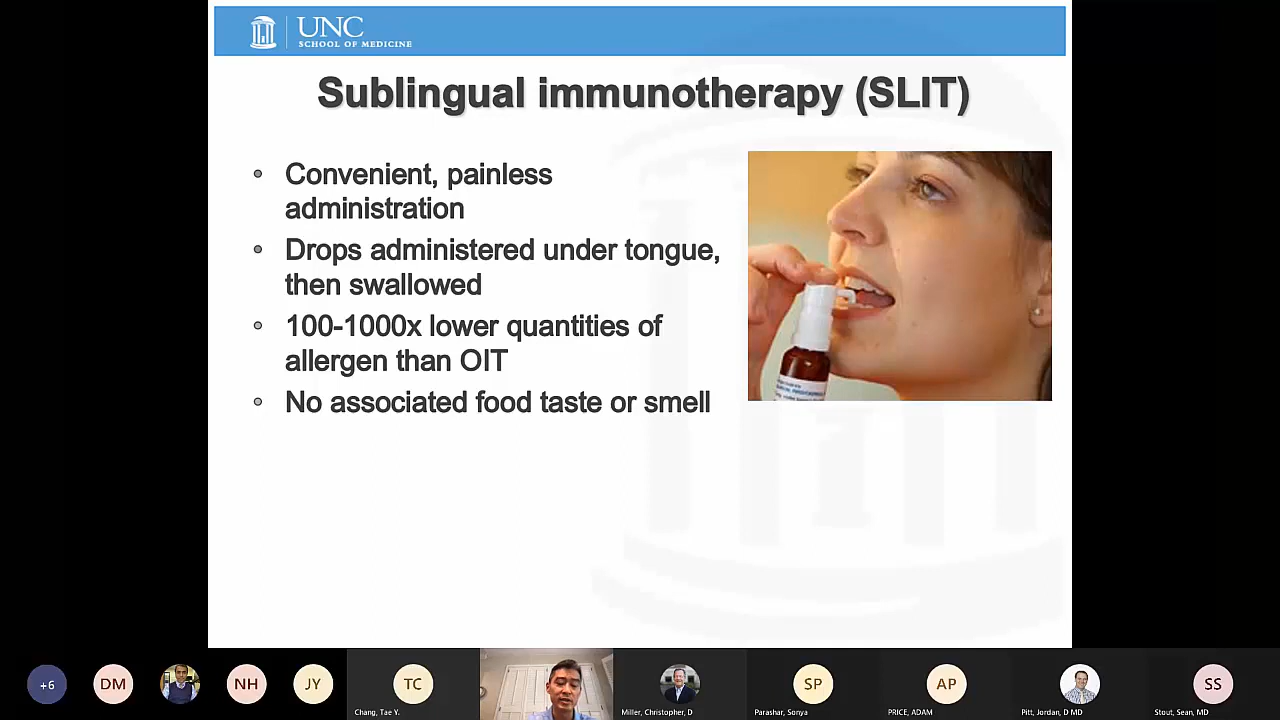 UNC
SCHOOL OF MEDICINE
Sublingual immunotherapy (SLIT)
• Convenient, painless
administration
• Drops administered under tongue,
then swallowed
• 100-1000x lower quantities of
allergen than OIT
• No associated food taste or smell
+6
DM
NH
JY
TC
SP
AP
SS
Chang, Tae Y.
Miller, Christopher, D
Parashar, Sonya
PRICE, ADAM
Pitt, Jordan, D MD
Stout, Sean, MD